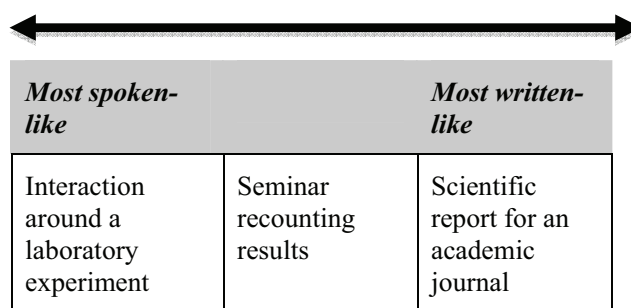 Most spoken-
like
Most written-
like
Interaction
around a
laboratory
experiment
Seminar
recounting
results
Scientific
report for an
academic
journal